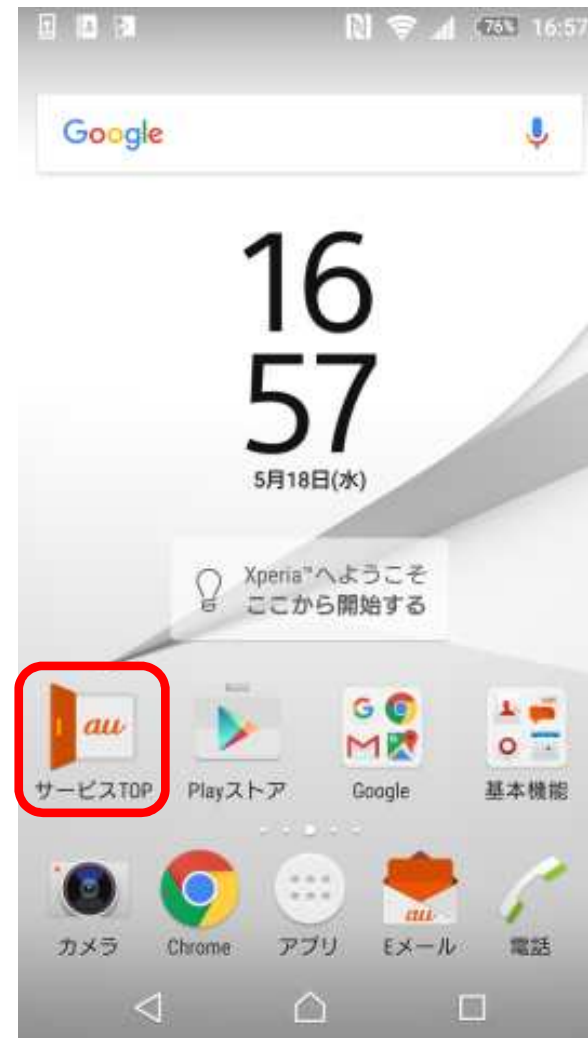 76% 16:57
Google
16
57
5月18日(水)
Xperia™へようこそ
ここから開始する
au
サービスTOP Playストア Google 基本機能
au
カメラ Chrome アプリ Eメール 電話